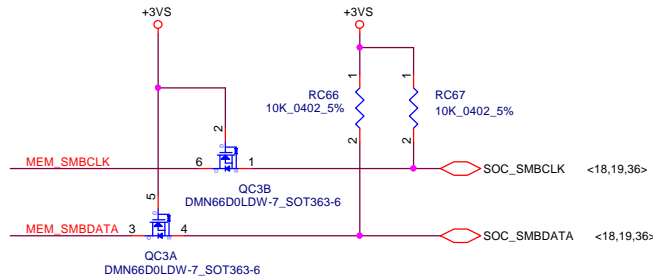 +3VS
+3VS
1
1
RC66
RC67
10K_0402_5%
10K_0402_5%
2
2
2
MEM_SMBCLK
6
1
SOC_SMBCLK
<18,19,36>
QC3B
DMN66D0LDW-7_SOT363-6
5
MEM_SMBDATA
3
4
SOC_SMBDATA
<18,19,36>
QC3A
DMN66D0LDW-7_SOT363-6